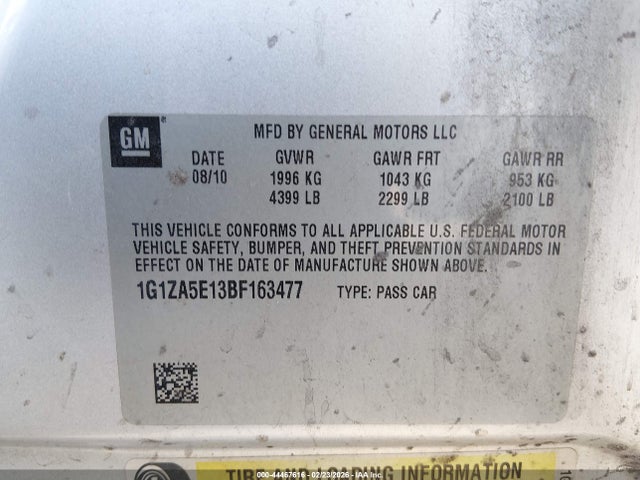 GM
MFD BY GENERAL MOTORS LLC
DATE GVWR GAWR FRT GAWR RR
08/10 1996 KG 1043 KG 953 KG
4399 LB 2299 LB 2100 LB
THIS VEHICLE CONFORMS TO ALL APPLICABLE U.S. FEDERAL MOTOR
VEHICLE SAFETY, BUMPER, AND THEFT PREVENTION STANDARDS IN
EFFECT ON THE DATE OF MANUFACTURE SHOWN ABOVE.
1G1ZA5E13BF163477 TYPE: PASS CAR
TIRE AND LOADING INFORMATION
000-44467616 - 02/23/2026 - IAA Inc.